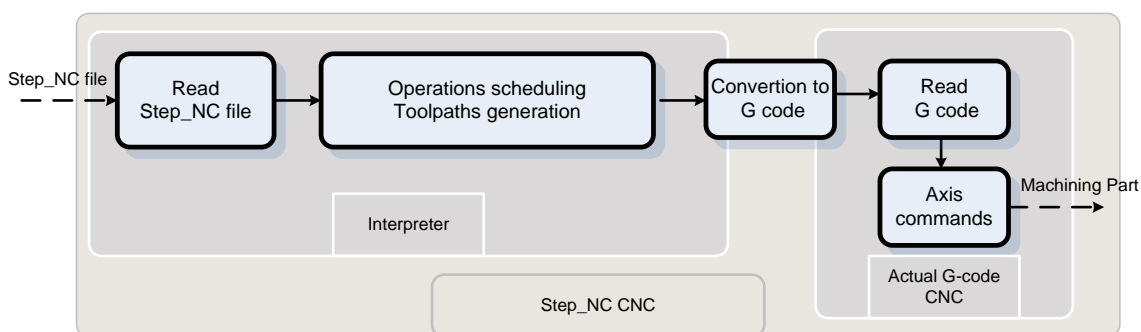 Step_NC file
Read
Step_NC file
Operations scheduling
Toolpaths generation
Convertion to
G code
Read
G code
Axis
commands
Machining Part
Interpreter
Actual G-code
CNC
Step_NC CNC